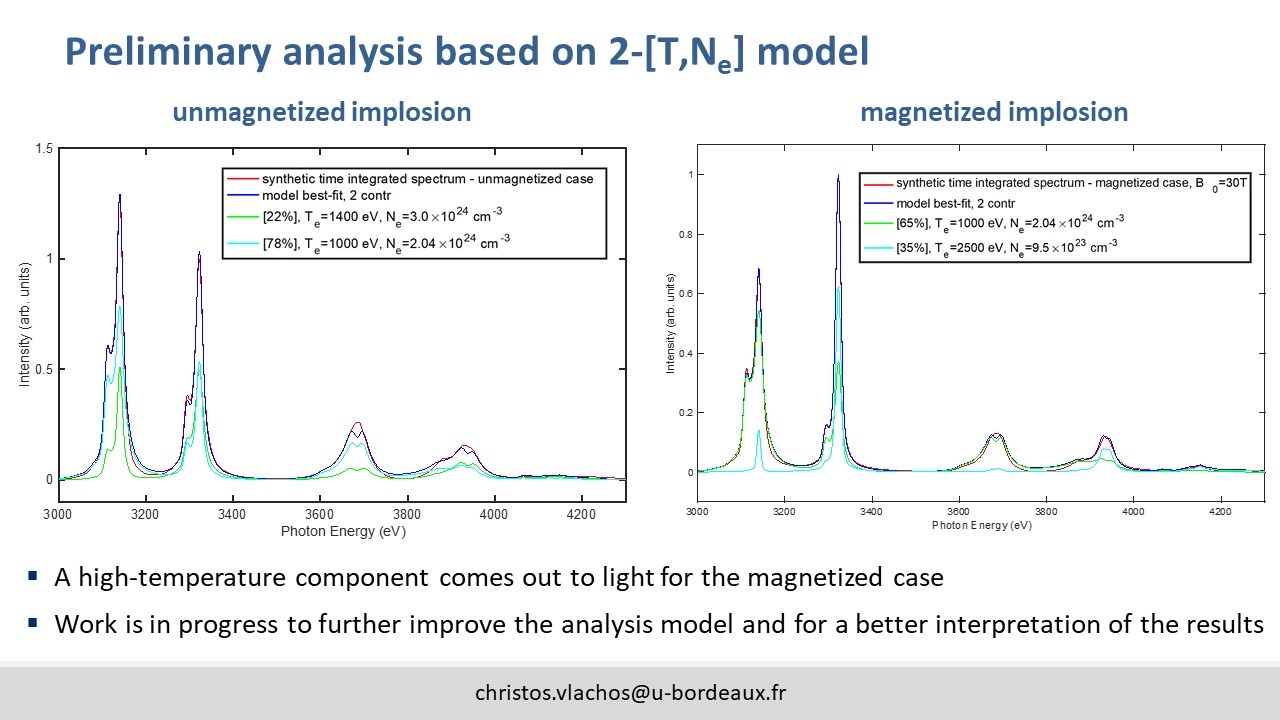 Preliminary analysis based on 2-[T,Ne] model
unmagnetized implosion
magnetized implosion
1.5
1
0.5
0
Intensity (arb. units)
synthetic time integrated spectrum - unmagnetized case
model best-fit, 2 contr
[22%], Te=1400 eV, Ne=3.0×10^24 cm^-3
[78%], Te=1000 eV, Ne=2.04×10^24 cm^-3
3000 3200 3400 3600 3800 4000 4200
Photon Energy (eV)
1
0.8
0.6
0.4
0.2
0
Intensity (arb. units)
synthetic time integrated spectrum - magnetized case, B 0=30T
model best-fit, 2 contr
[65%], Te=1000 eV, Ne=2.04×10^24 cm^-3
[35%], Te=2500 eV, Ne=9.5×10^23 cm^-3
3000 3200 3400 3600 3800 4000 4200
Photon Energy (eV)
▪ A high-temperature component comes out to light for the magnetized case
▪ Work is in progress to further improve the analysis model and for a better interpretation of the results
christos.vlachos@u-bordeaux.fr